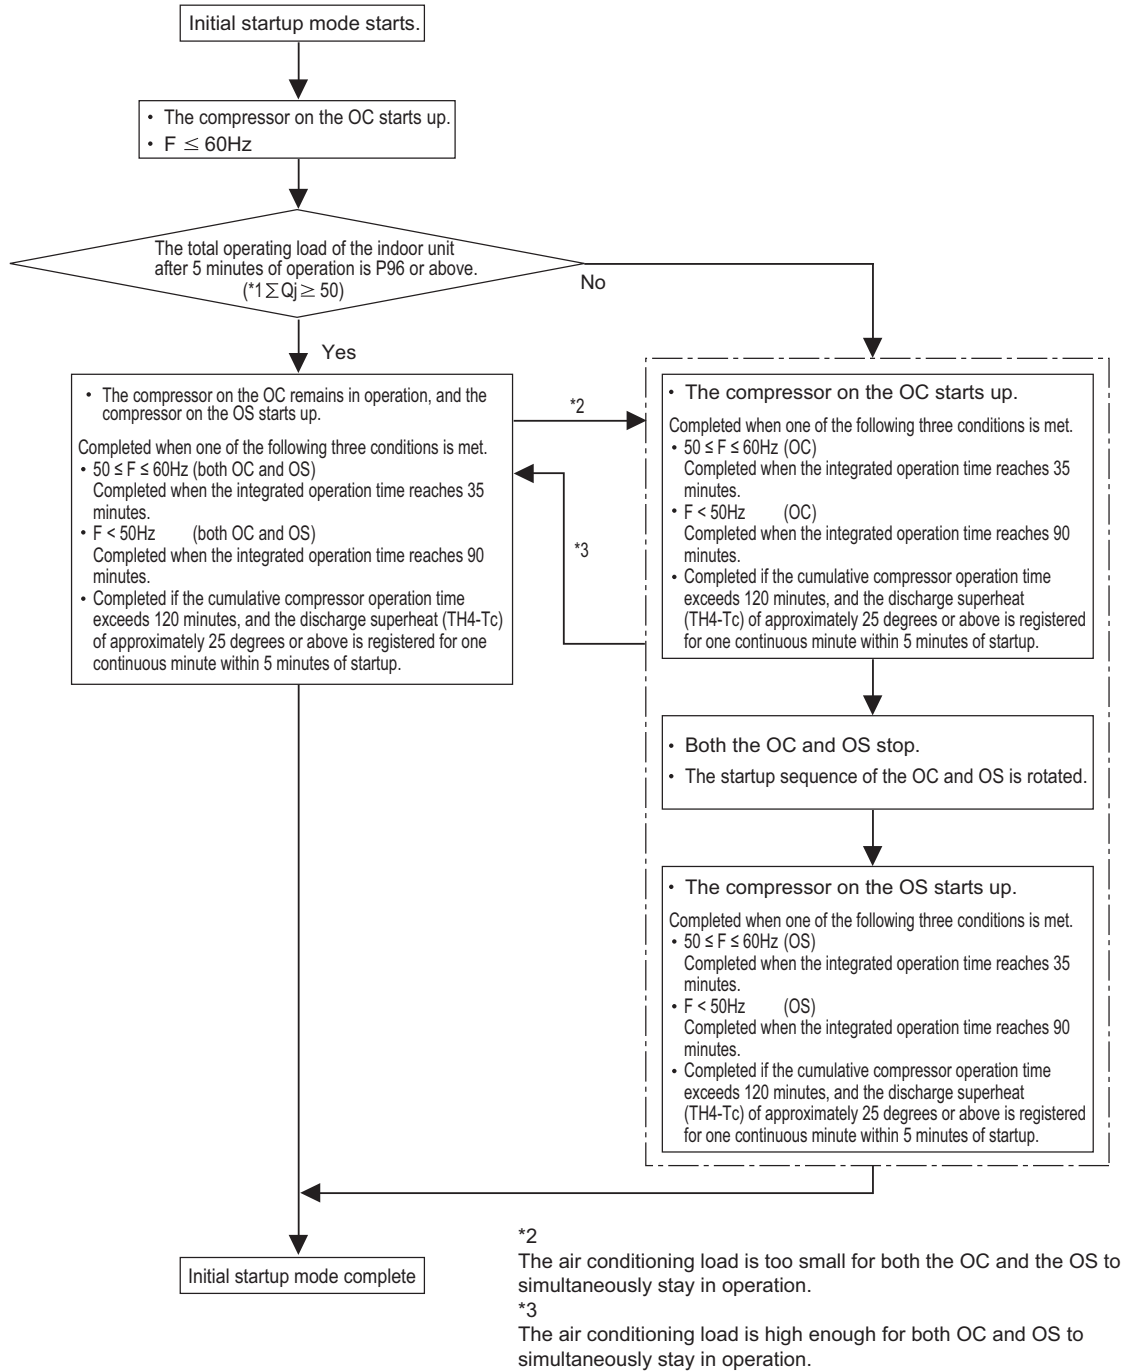 Initial startup mode starts.
• The compressor on the OC starts up.
• F ≦ 60Hz
The total operating load of the indoor unit
after 5 minutes of operation is P96 or above.
(*1∑Qj≧ 50)
No
Yes
• The compressor on the OC remains in operation, and the
compressor on the OS starts up.
Completed when one of the following three conditions is met.
• 50 ≤ F ≤ 60Hz (both OC and OS)
Completed when the integrated operation time reaches 35
minutes.
• F < 50Hz (both OC and OS)
Completed when the integrated operation time reaches 90
minutes.
• Completed if the cumulative compressor operation time
exceeds 120 minutes, and the discharge superheat (TH4-Tc)
of approximately 25 degrees or above is registered for one
continuous minute within 5 minutes of startup.
*2
*3
• The compressor on the OC starts up.
Completed when one of the following three conditions is met.
• 50 ≤ F ≤ 60Hz (OC)
Completed when the integrated operation time reaches 35
minutes.
• F < 50Hz (OC)
Completed when the integrated operation time reaches 90
minutes.
• Completed if the cumulative compressor operation time
exceeds 120 minutes, and the discharge superheat
(TH4-Tc) of approximately 25 degrees or above is registered
for one continuous minute within 5 minutes of startup.
• Both the OC and OS stop.
• The startup sequence of the OC and OS is rotated.
• The compressor on the OS starts up.
Completed when one of the following three conditions is met.
• 50 ≤ F ≤ 60Hz (OS)
Completed when the integrated operation time reaches 35
minutes.
• F < 50Hz (OS)
Completed when the integrated operation time reaches 90
minutes.
• Completed if the cumulative compressor operation time
exceeds 120 minutes, and the discharge superheat
(TH4-Tc) of approximately 25 degrees or above is registered
for one continuous minute within 5 minutes of startup.
Initial startup mode complete
*2
The air conditioning load is too small for both the OC and the OS to
simultaneously stay in operation.
*3
The air conditioning load is high enough for both OC and OS to
simultaneously stay in operation.